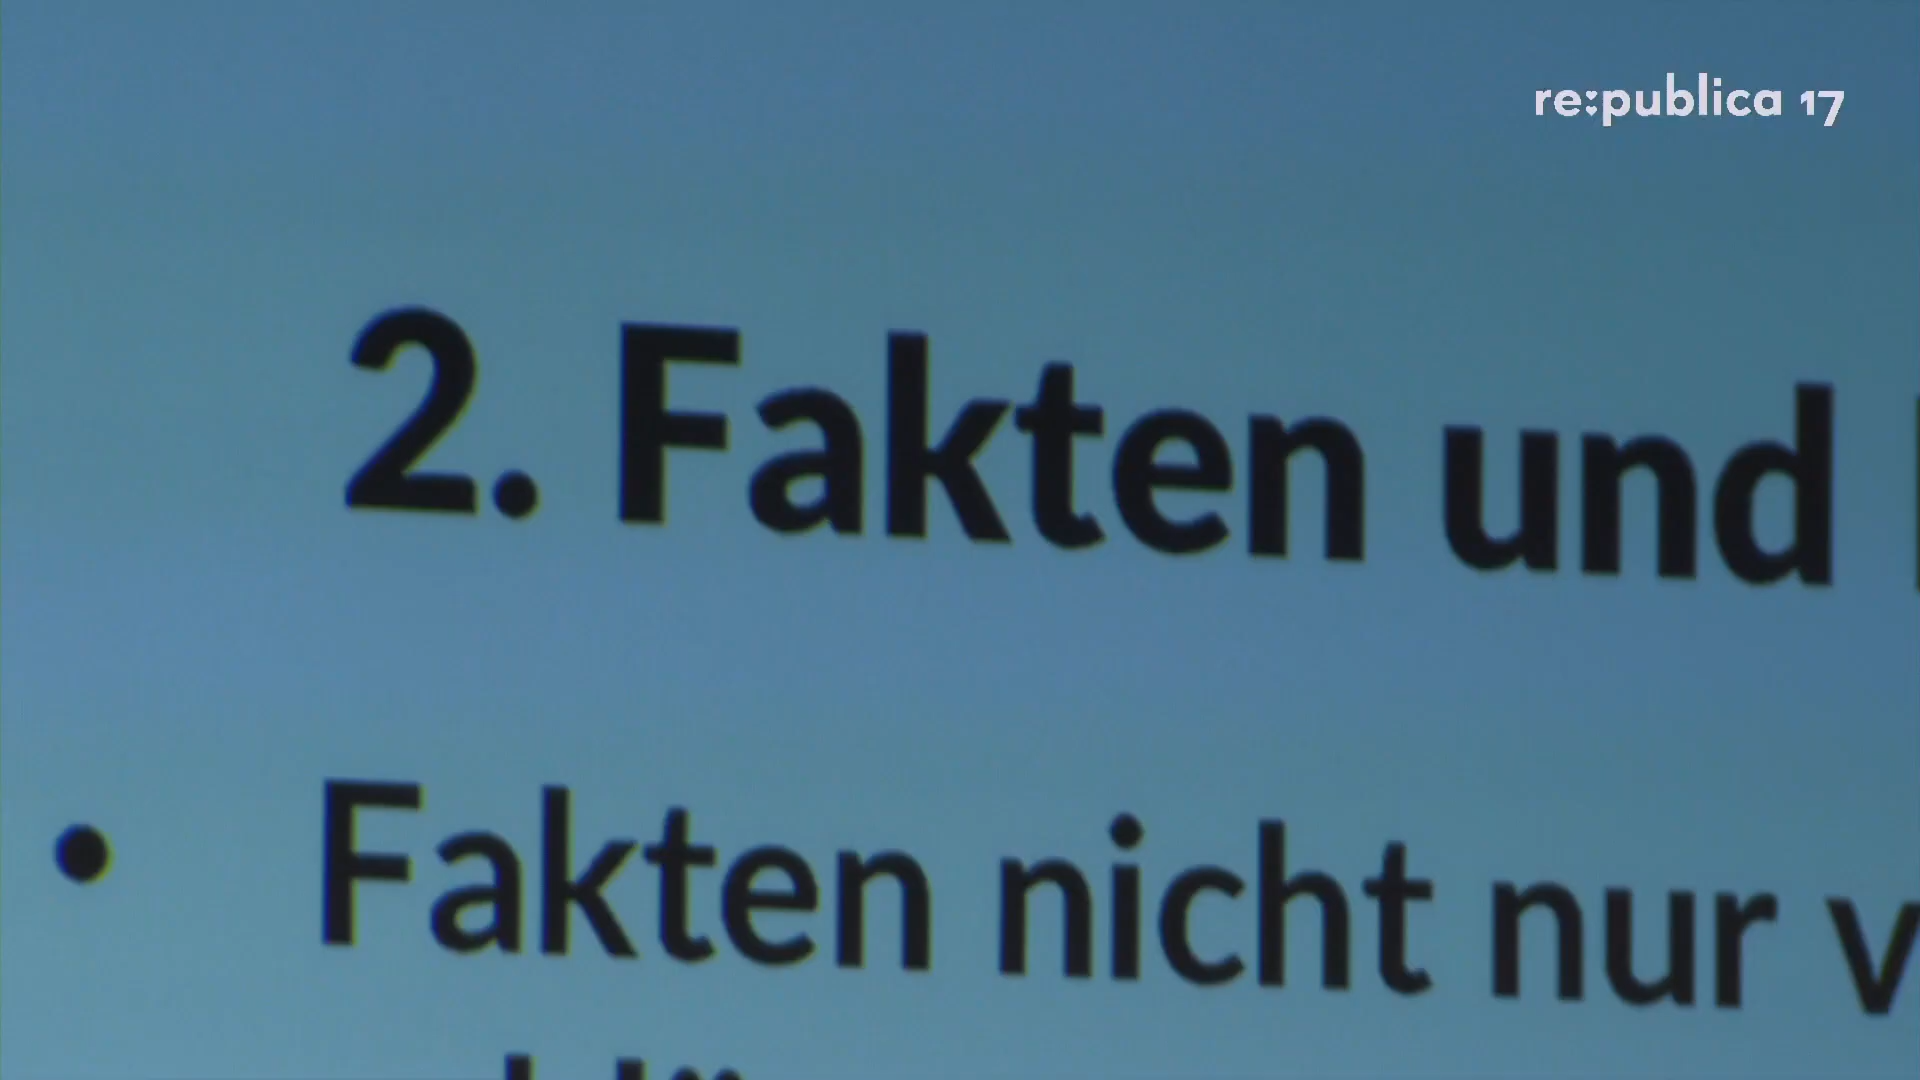 re:publica 17
2. Fakten und
Fakten nicht nur